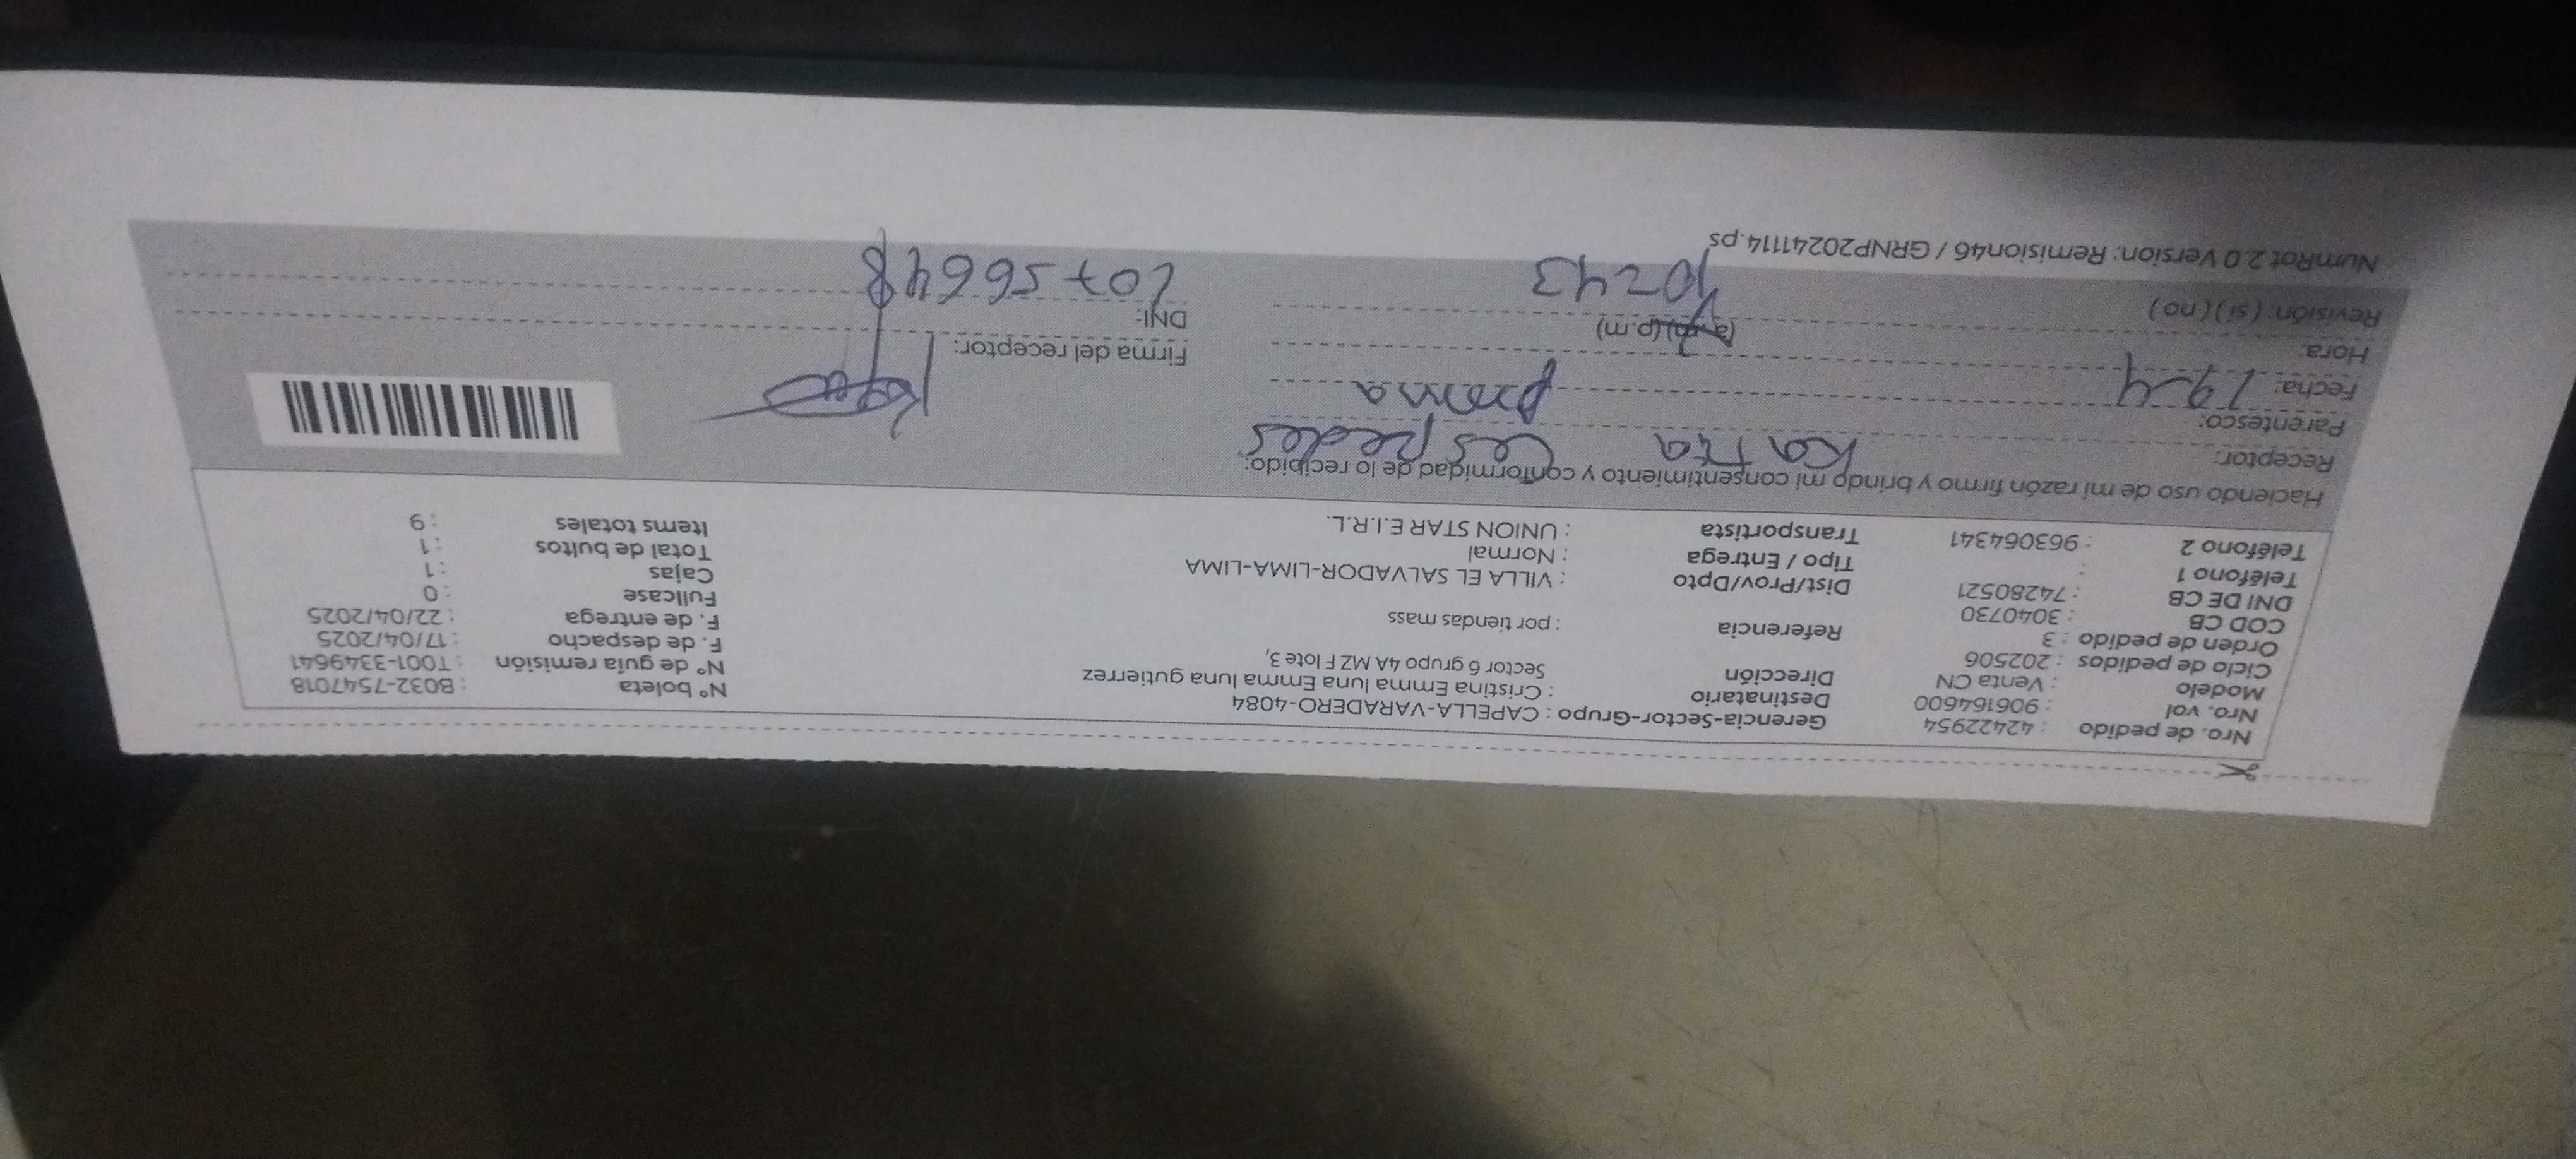 Nro. de pedido : 42422954
Nro. vol : 906164600
Modelo : Venta CN
Ciclo de pedidos : 202506
Orden de pedido : 3
COD CB : 3040730
DNI DE CB : 74280521
Teléfono 1 :
Teléfono 2 : 963064341
Gerencia-Sector-Grupo : CAPELLA-VARADERO-4084
Destinatario : Cristina Emma luna Emma luna gutierrez
Dirección Sector 6 grupo 4A MZ F lote 3,
Referencia : por tiendas mass
Dist/Prov/Dpto : VILLA EL SALVADOR-LIMA-LIMA
Tipo / Entrega : Normal
Transportista : UNION STAR E.I.R.L.
N° boleta : B032-7547018
N° de guía remisión : T001-3349641
F. de despacho : 17/04/2025
F. de entrega : 22/04/2025
Fullcase : 0
Cajas : 1
Total de bultos : 1
Items totales : 9
Haciendo uso de mi razón firmo y brindo mi consentimiento y conformidad de lo recibido:
Receptor: Katia Cespedes
Parentesco: prima
Fecha: 19-4
Hora: (a.m) (p.m)
Revisión: ( si ) ( no ) 10=43
Firma del receptor:
DNI:
NumRot 2.0 Version: Remision46 / GRNP20241114.ps